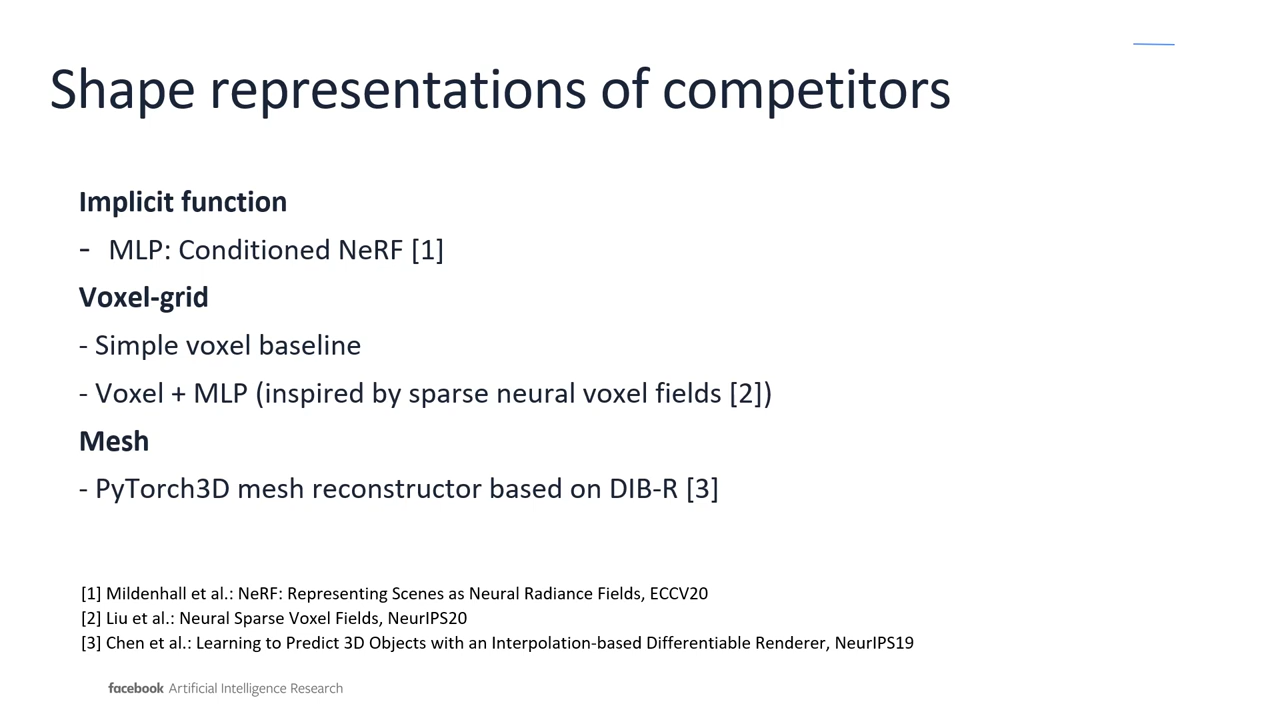 Shape representations of competitors
Implicit function
- MLP: Conditioned NeRF [1]
Voxel-grid
- Simple voxel baseline
- Voxel + MLP (inspired by sparse neural voxel fields [2])
Mesh
- PyTorch3D mesh reconstructor based on DIB-R [3]
[1] Mildenhall et al.: NeRF: Representing Scenes as Neural Radiance Fields, ECCV20
[2] Liu et al.: Neural Sparse Voxel Fields, NeurIPS20
[3] Chen et al.: Learning to Predict 3D Objects with an Interpolation-based Differentiable Renderer, NeurIPS19
facebook Artificial Intelligence Research